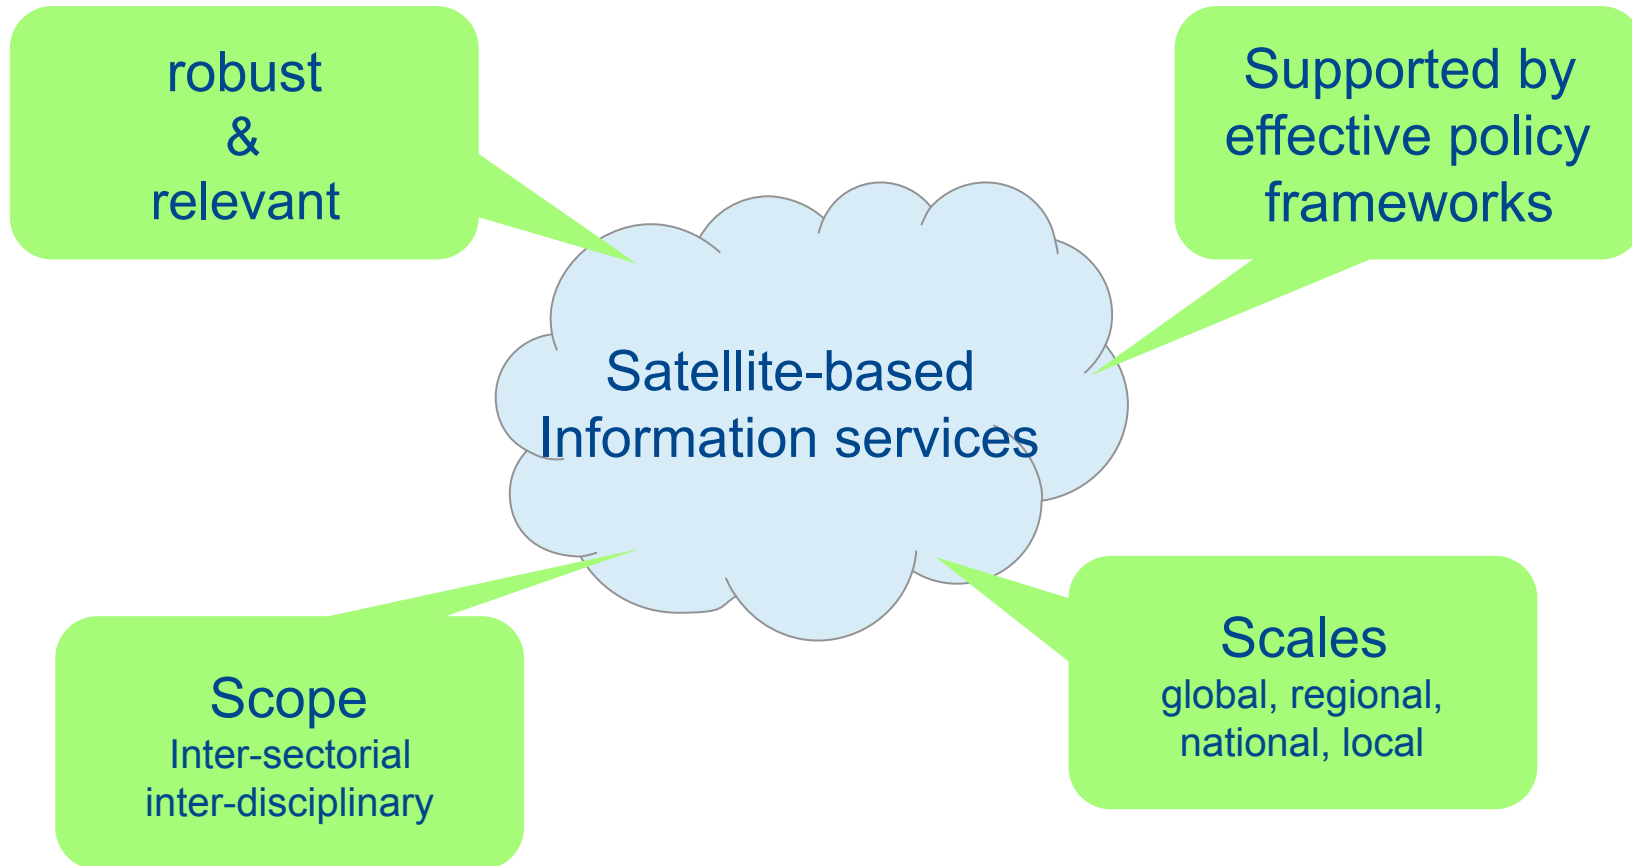 robust
&
relevant
Supported by
effective policy
frameworks
Satellite-based
Information services
Scope
Inter-sectorial
inter-disciplinary
Scales
global, regional,
national, local